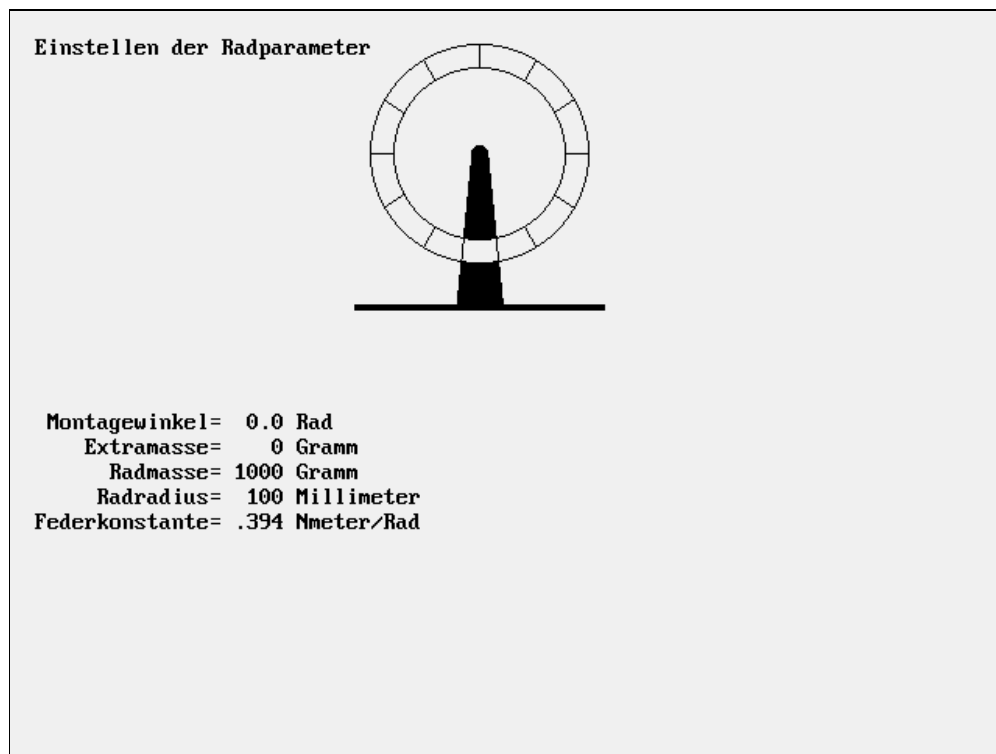 Einstellen der Radparameter
Montagewinkel= 0.0 Rad
Extramasse= 0 Gramm
Radmasse= 1000 Gramm
Radradius= 100 Millimeter
Federkonstante= .394 Nmeter/Rad